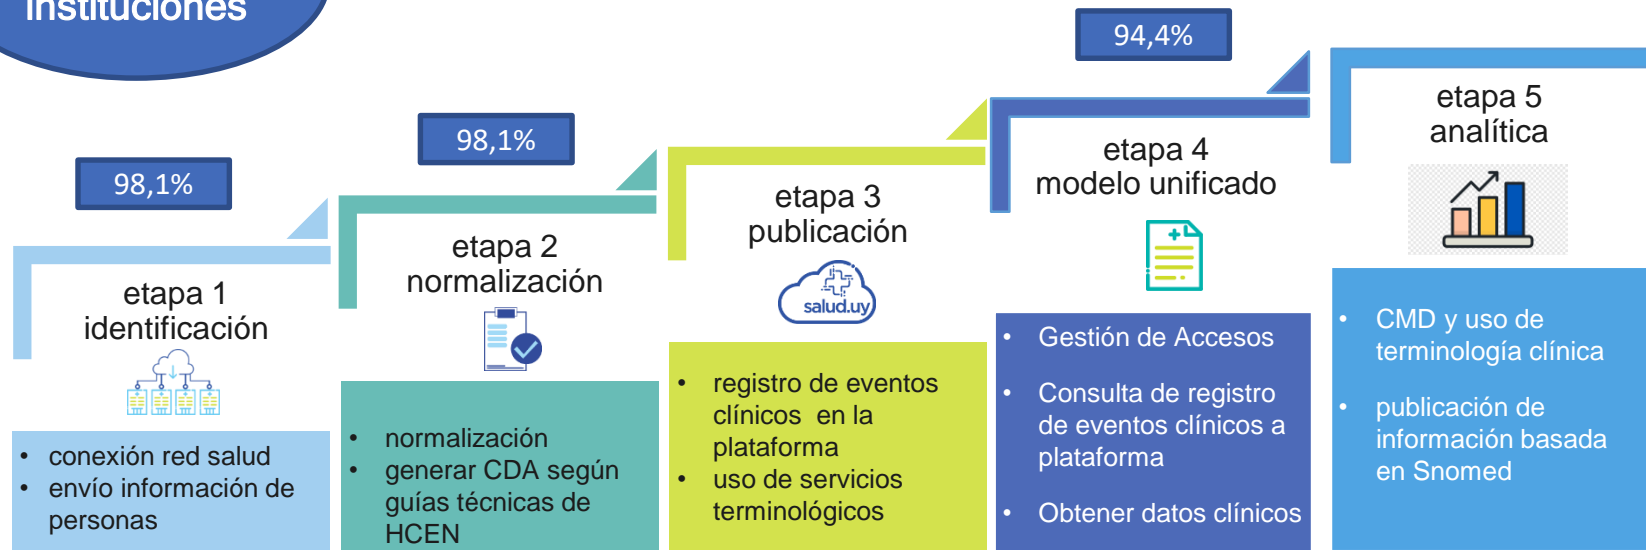 instituciones
98,1%
etapa 1
identificación
• conexión red salud
• envío información de
personas
98,1%
etapa 2
normalización
• normalización
• generar CDA según
guías técnicas de
HCEN
etapa 3
publicación
salud.uy
• registro de eventos
clínicos en la
plataforma
• uso de servicios
terminológicos
94,4%
etapa 4
modelo unificado
• Gestión de Accesos
• Consulta de registro
de eventos clínicos a
plataforma
• Obtener datos clínicos
etapa 5
analítica
• CMD y uso de
terminología clínica
• publicación de
información basada
en Snomed